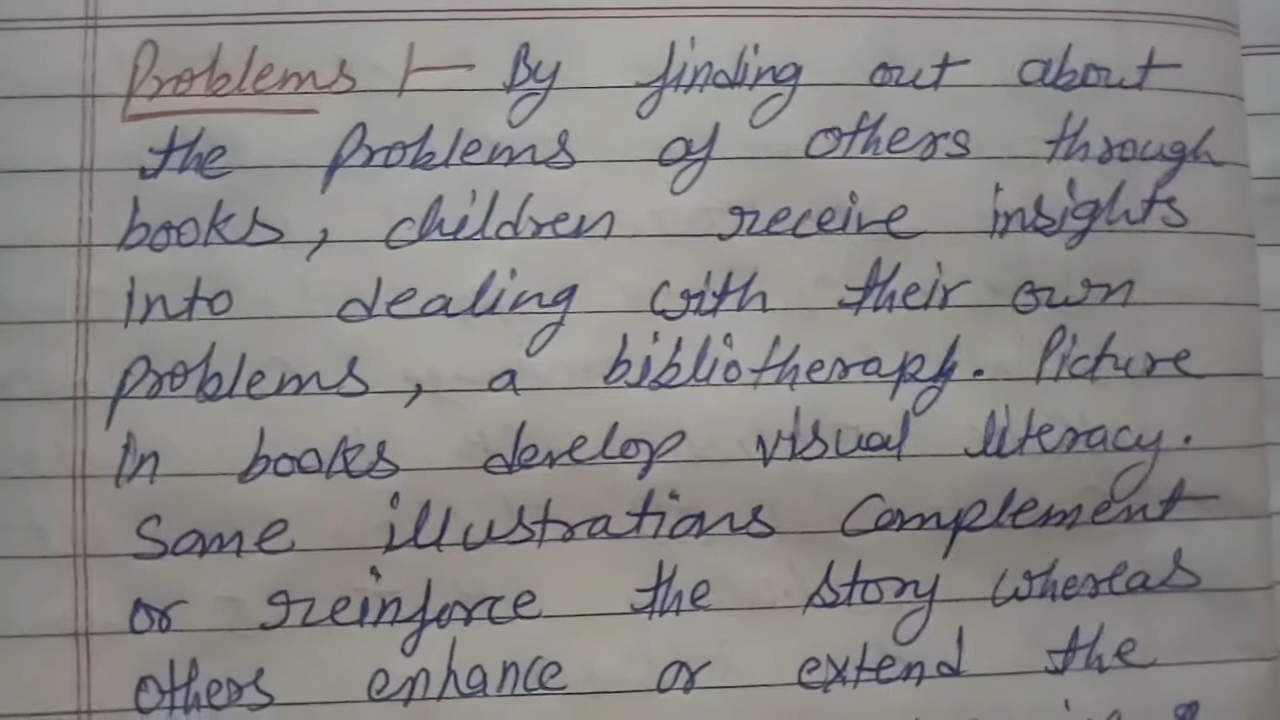 Problems :- By finding out about
the problems of others through
books, children receive insights
into dealing with their own
problems, a bibliotherapy. Picture
in books develop visual literacy.
Some illustrations Complement
or reinforce the story whereas
others enhance or extend the